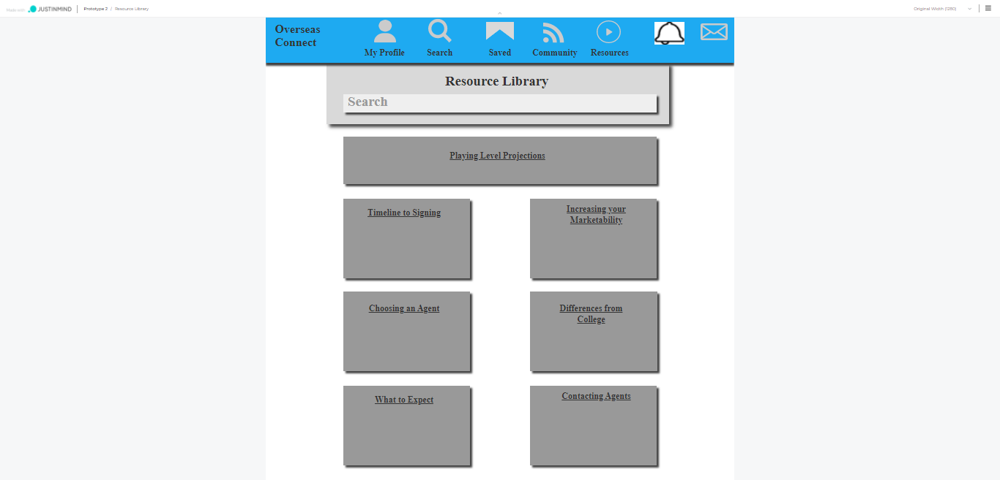 Made with JUSTINMIND Prototype 2 / Resource Library Original Width (1280)
Overseas
Connect
My Profile Search Saved Community Resources
Resource Library
Search
Playing Level Projections
Timeline to Signing
Increasing your
Marketability
Choosing an Agent
Differences from
College
What to Expect
Contacting Agents